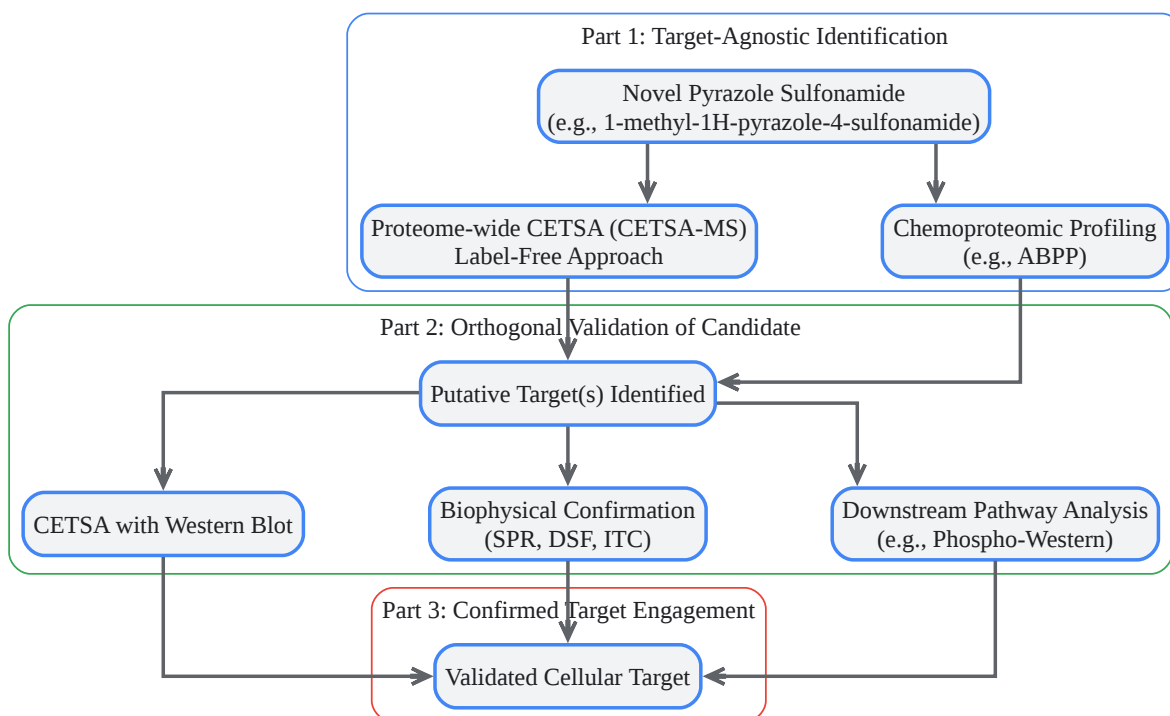 Part 1: Target-Agnostic Identification
Novel Pyrazole Sulfonamide
(e.g., 1-methyl-1H-pyrazole-4-sulfonamide)
Proteome-wide CETSA (CETSA-MS)
Label-Free Approach
Chemoproteomic Profiling
(e.g., ABPP)
Part 2: Orthogonal Validation of Candidate
Putative Target(s) Identified
CETSA with Western Blot
Biophysical Confirmation
(SPR, DSF, ITC)
Downstream Pathway Analysis
(e.g., Phospho-Western)
Part 3: Confirmed Target Engagement
Validated Cellular Target